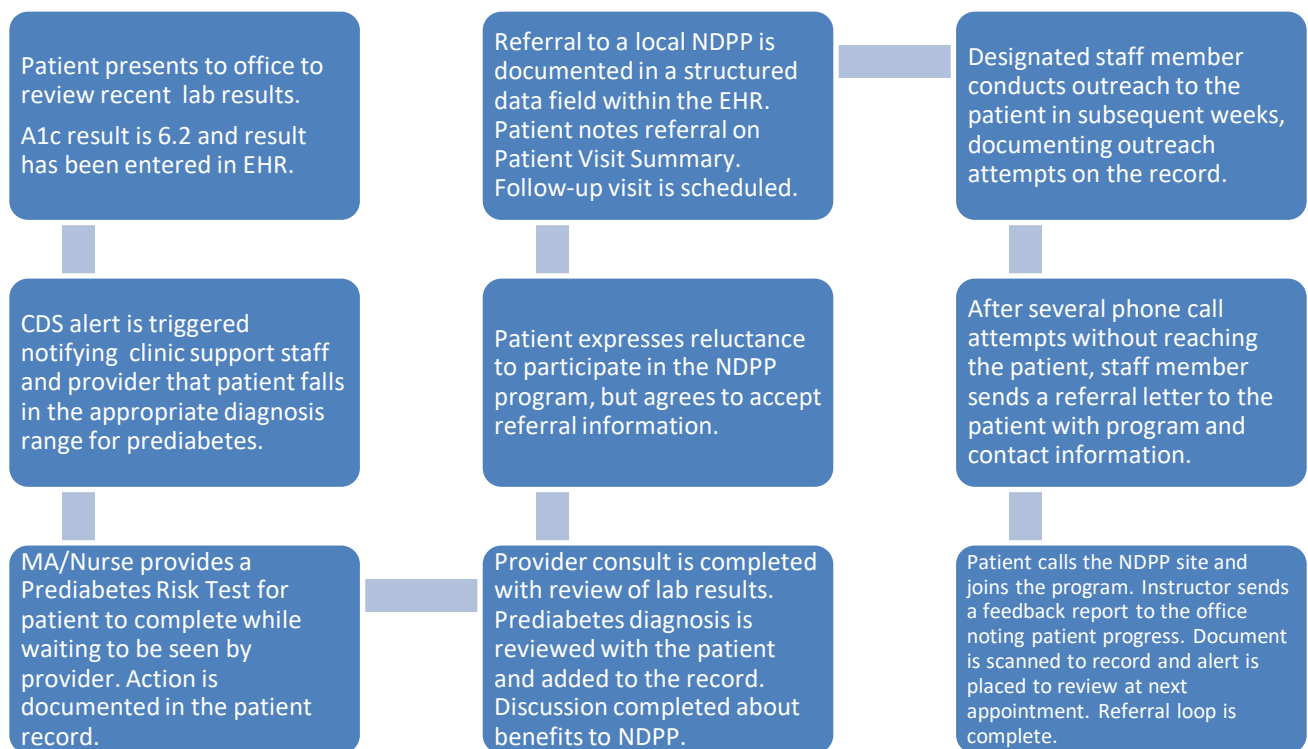 Patient presents to office to
review recent lab results.
A1c result is 6.2 and result
has been entered in EHR.
CDS alert is triggered
notifying clinic support staff
and provider that patient falls
in the appropriate diagnosis
range for prediabetes.
MA/Nurse provides a
Prediabetes Risk Test for
patient to complete while
waiting to be seen by
provider. Action is
documented in the patient
record.
Provider consult is completed
with review of lab results.
Prediabetes diagnosis is
reviewed with the patient
and added to the record.
Discussion completed about
benefits to NDPP.
Patient expresses reluctance
to participate in the NDPP
program, but agrees to accept
referral information.
Referral to a local NDPP is
documented in a structured
data field within the EHR.
Patient notes referral on
Patient Visit Summary.
Follow-up visit is scheduled.
Designated staff member
conducts outreach to the
patient in subsequent weeks,
documenting outreach
attempts on the record.
After several phone call
attempts without reaching
the patient, staff member
sends a referral letter to the
patient with program and
contact information.
Patient calls the NDPP site and
joins the program. Instructor sends
a feedback report to the office
noting patient progress. Document
is scanned to record and alert is
placed to review at next
appointment. Referral loop is
complete.